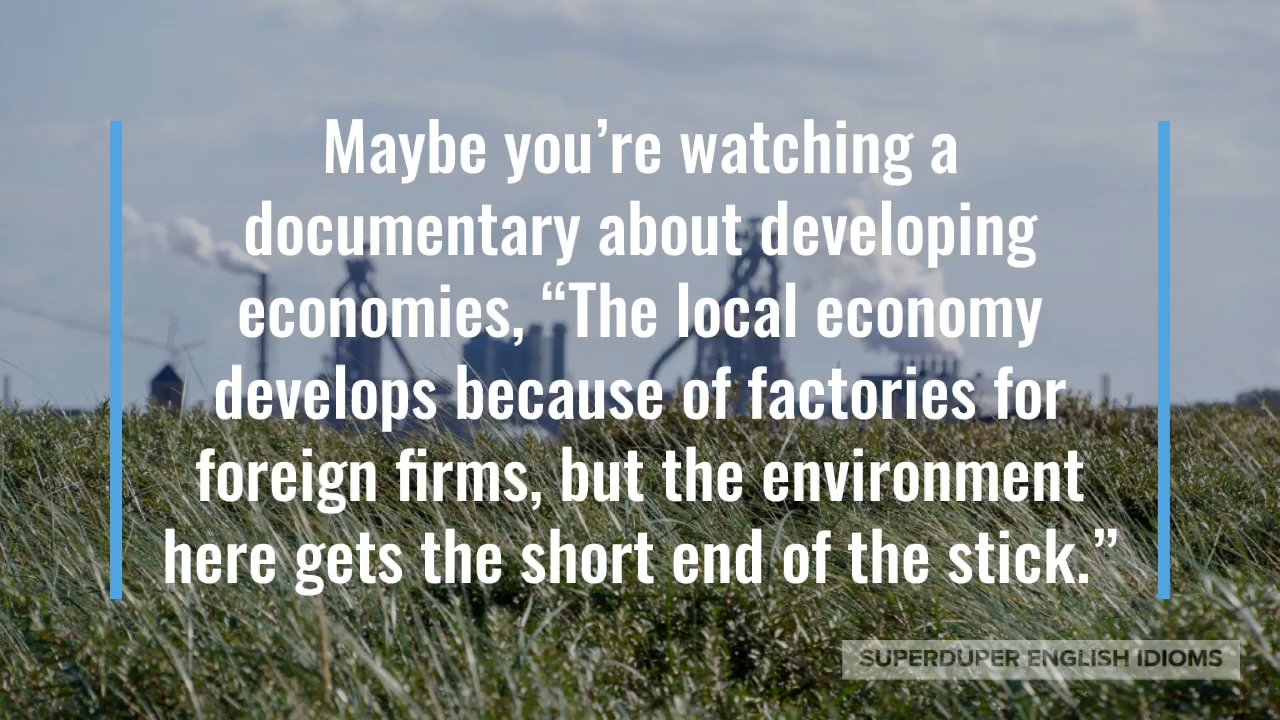 Maybe you’re watching a
documentary about developing
economies, “The local economy
develops because of factories for
foreign firms, but the environment
here gets the short end of the stick.”
SUPERDUPER ENGLISH IDIOMS